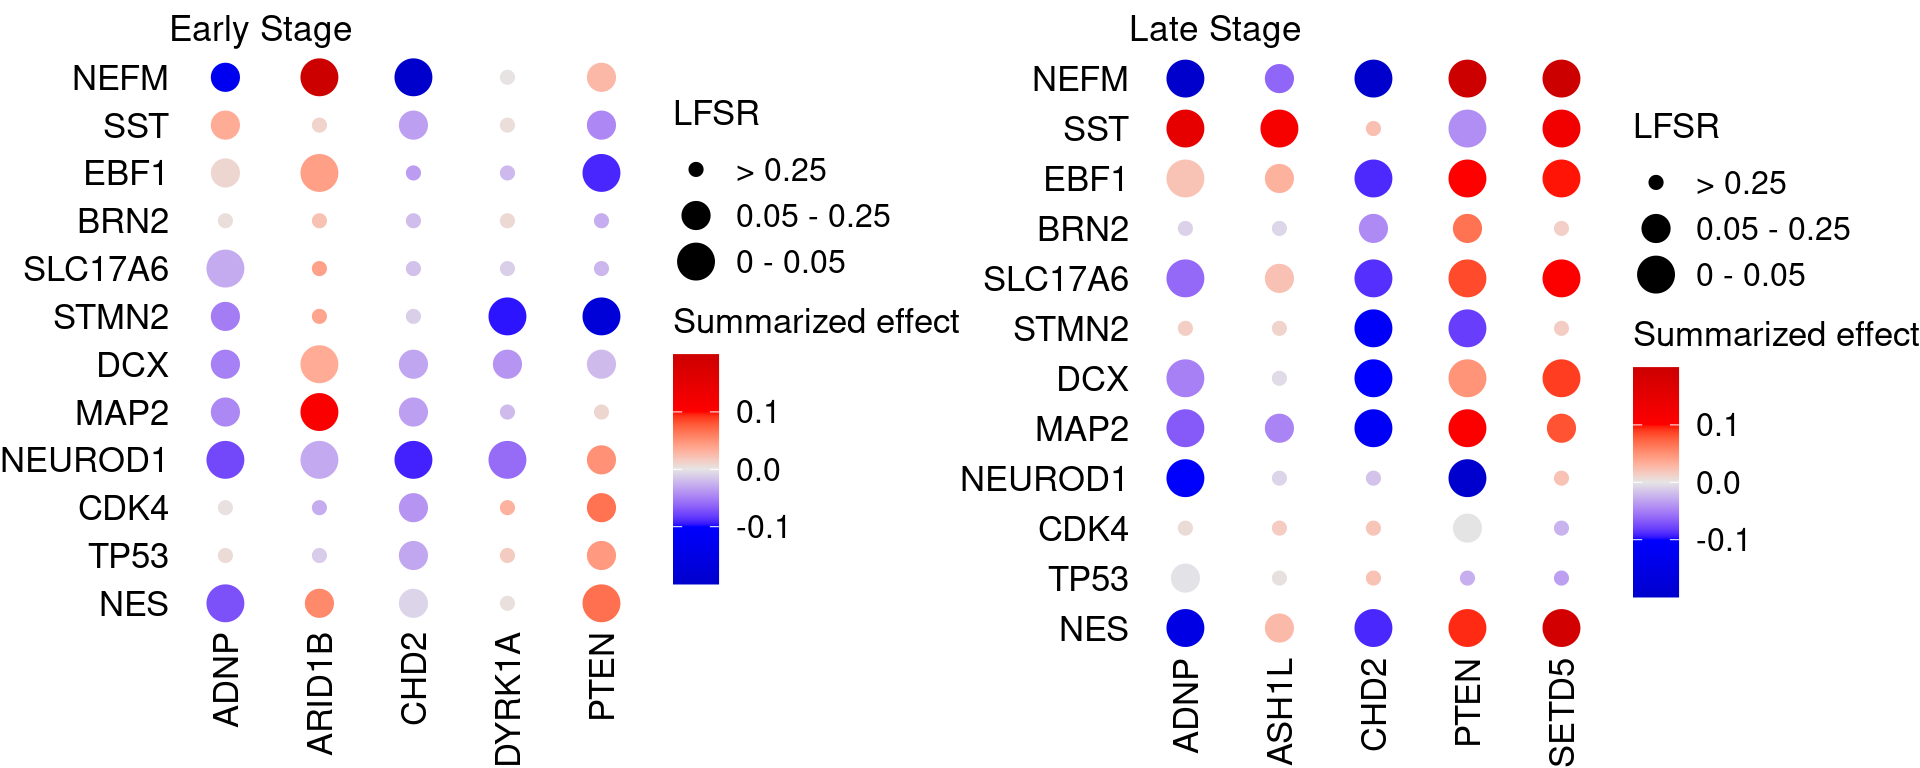 Early Stage
NEFM
SST
EBF1
BRN2
SLC17A6
STMN2
DCX
MAP2
NEUROD1
CDK4
TP53
NES
ADNP
ARID1B
CHD2
DYRK1A
PTEN
LFSR
> 0.25
0.05 - 0.25
0 - 0.05
Summarized effect
0.1
0.0
-0.1
Late Stage
NEFM
SST
EBF1
BRN2
SLC17A6
STMN2
DCX
MAP2
NEUROD1
CDK4
TP53
NES
ADNP
ASH1L
CHD2
PTEN
SETD5
LFSR
> 0.25
0.05 - 0.25
0 - 0.05
Summarized effect
0.1
0.0
-0.1